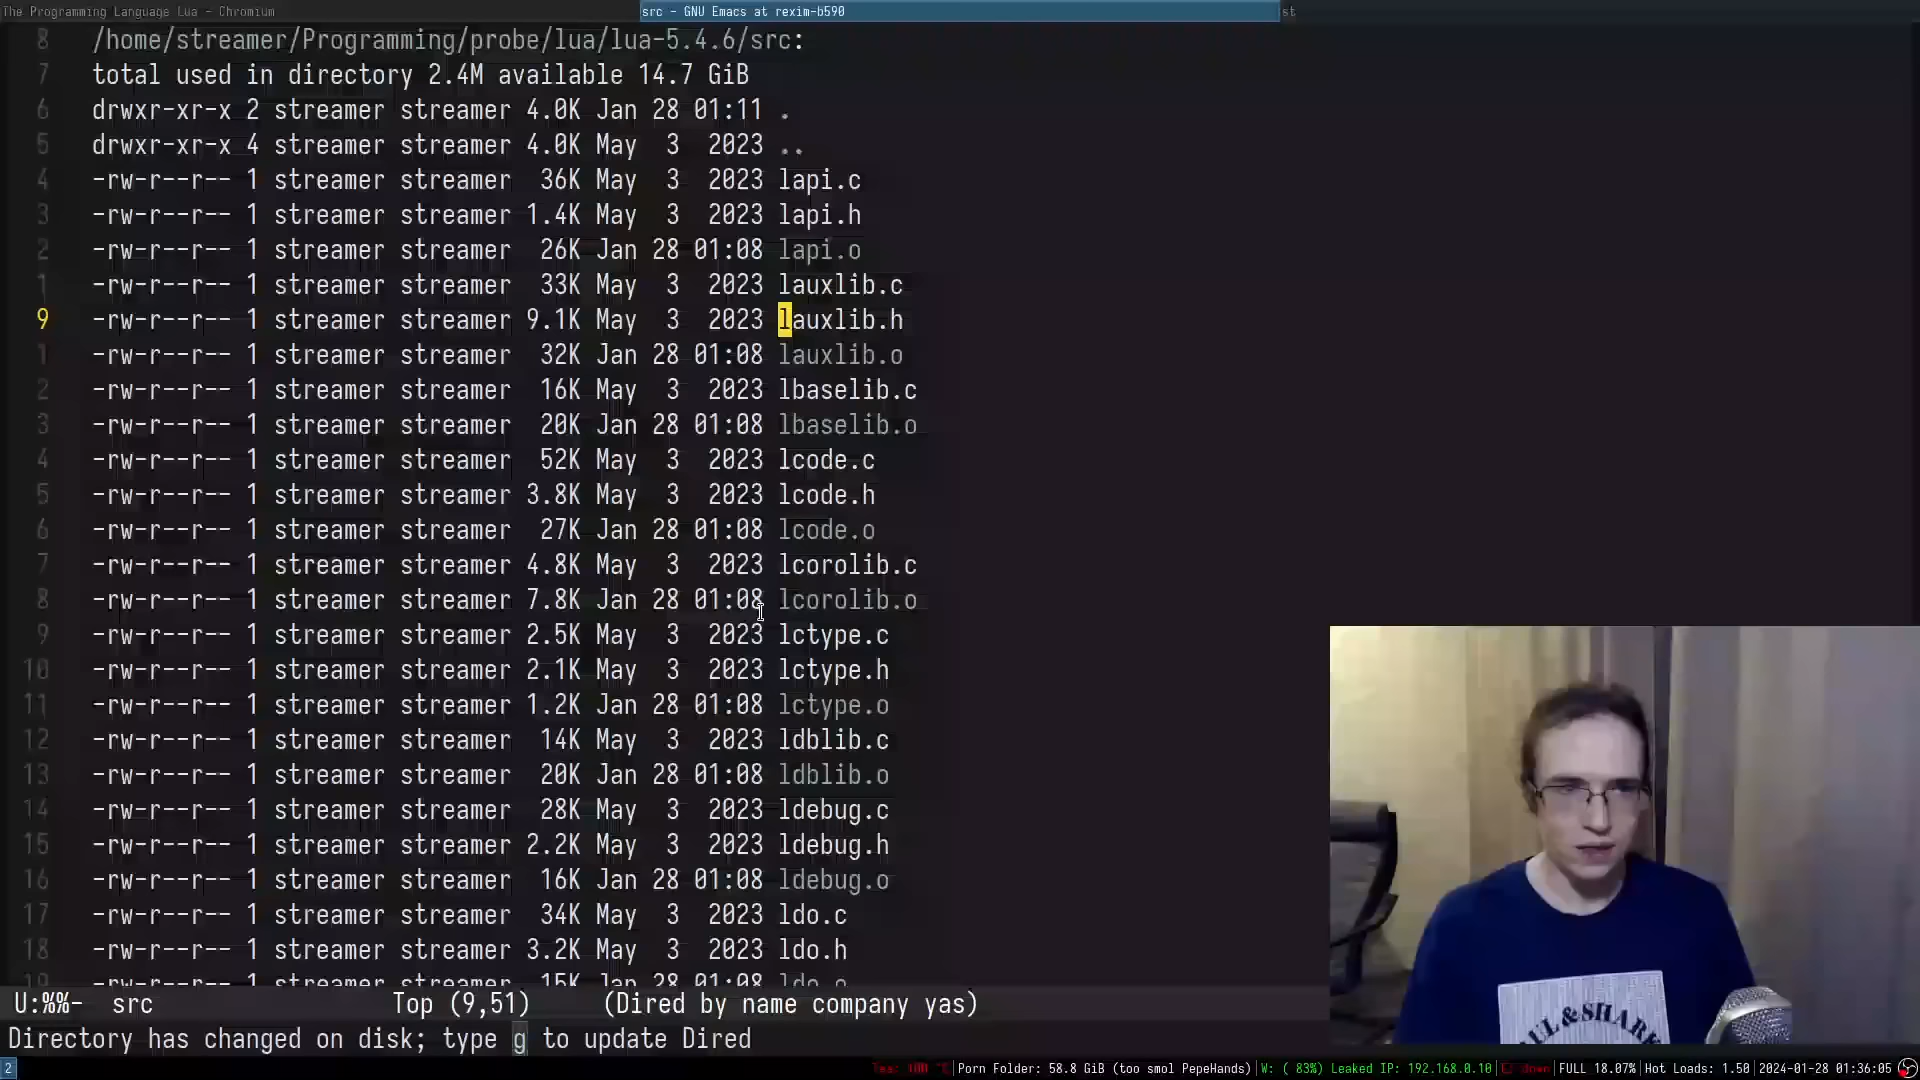 The Programming Language Lua - Chromium src - GNU Emacs at rexim-b590 st
8 /home/streamer/Programming/probe/lua/lua-5.4.6/src:
7 total used in directory 2.4M available 14.7 GiB
6 drwxr-xr-x 2 streamer streamer 4.0K Jan 28 01:11 .
5 drwxr-xr-x 4 streamer streamer 4.0K May 3 2023 ..
4 -rw-r--r-- 1 streamer streamer 36K May 3 2023 lapi.c
3 -rw-r--r-- 1 streamer streamer 1.4K May 3 2023 lapi.h
2 -rw-r--r-- 1 streamer streamer 26K Jan 28 01:08 lapi.o
1 -rw-r--r-- 1 streamer streamer 33K May 3 2023 lauxlib.c
9 -rw-r--r-- 1 streamer streamer 9.1K May 3 2023 lauxlib.h
1 -rw-r--r-- 1 streamer streamer 32K Jan 28 01:08 lauxlib.o
2 -rw-r--r-- 1 streamer streamer 16K May 3 2023 lbaselib.c
3 -rw-r--r-- 1 streamer streamer 20K Jan 28 01:08 lbaselib.o
4 -rw-r--r-- 1 streamer streamer 52K May 3 2023 lcode.c
5 -rw-r--r-- 1 streamer streamer 3.8K May 3 2023 lcode.h
6 -rw-r--r-- 1 streamer streamer 27K Jan 28 01:08 lcode.o
7 -rw-r--r-- 1 streamer streamer 4.8K May 3 2023 lcorolib.c
8 -rw-r--r-- 1 streamer streamer 7.8K Jan 28 01:08 lcorolib.o
9 -rw-r--r-- 1 streamer streamer 2.5K May 3 2023 lctype.c
10 -rw-r--r-- 1 streamer streamer 2.1K May 3 2023 lctype.h
11 -rw-r--r-- 1 streamer streamer 1.2K Jan 28 01:08 lctype.o
12 -rw-r--r-- 1 streamer streamer 14K May 3 2023 ldblib.c
13 -rw-r--r-- 1 streamer streamer 20K Jan 28 01:08 ldblib.o
14 -rw-r--r-- 1 streamer streamer 28K May 3 2023 ldebug.c
15 -rw-r--r-- 1 streamer streamer 2.2K May 3 2023 ldebug.h
16 -rw-r--r-- 1 streamer streamer 16K Jan 28 01:08 ldebug.o
17 -rw-r--r-- 1 streamer streamer 34K May 3 2023 ldo.c
18 -rw-r--r-- 1 streamer streamer 3.2K May 3 2023 ldo.h
19 -rw-r--r-- 1 streamer streamer 15K Jan 28 01:08 ldo.o
U:%%- src Top (9,51) (Dired by name company yas)
Directory has changed on disk; type g to update Dired
&SHARE
2 Porn Folder: 58.8 GiB (too smol PepeHands) W: ( 83%) Leaked IP: 192.168.0.10 down FULL 18.07% Hot Loads: 1.50 2024-01-28 01:36:05